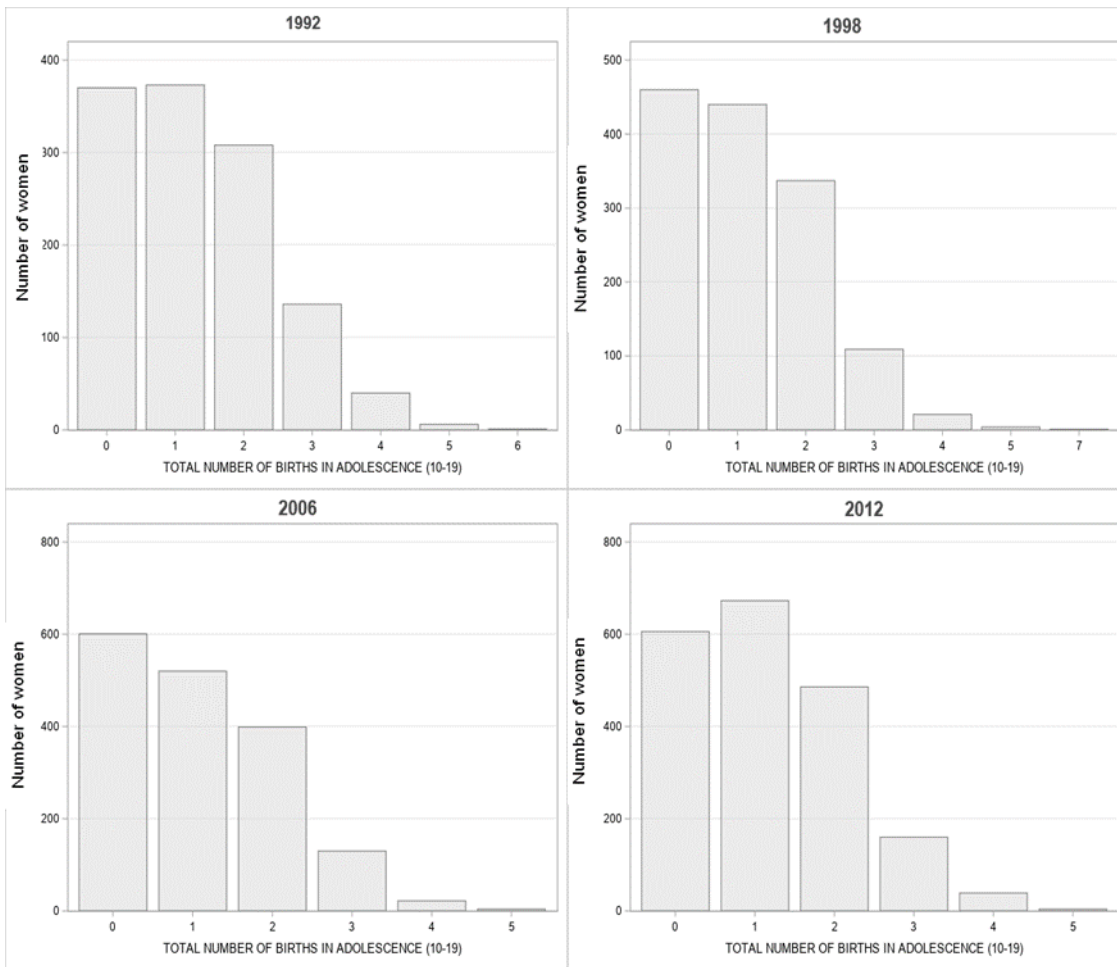 1992
Number of women
400
300
200
100
0
0 1 2 3 4 5 6
TOTAL NUMBER OF BIRTHS IN ADOLESCENCE (10-19)
1998
Number of women
500
400
300
200
100
0
0 1 2 3 4 5 7
TOTAL NUMBER OF BIRTHS IN ADOLESCENCE (10-19)
2006
Number of women
800
600
400
200
0
0 1 2 3 4 5
TOTAL NUMBER OF BIRTHS IN ADOLESCENCE (10-19)
2012
Number of women
800
600
400
200
0
0 1 2 3 4 5
TOTAL NUMBER OF BIRTHS IN ADOLESCENCE (10-19)